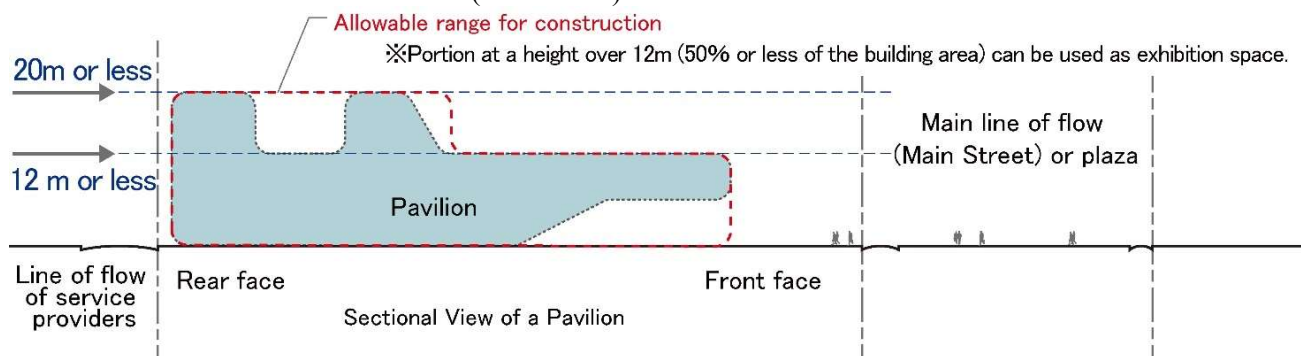 Allowable range for construction
※Portion at a height over 12m (50% or less of the building area) can be used as exhibition space.
20m or less
Main line of flow
(Main Street) or plaza
12 m or less
Pavilion
Line of flow
of service
providers
Rear face
Front face
Sectional View of a Pavilion